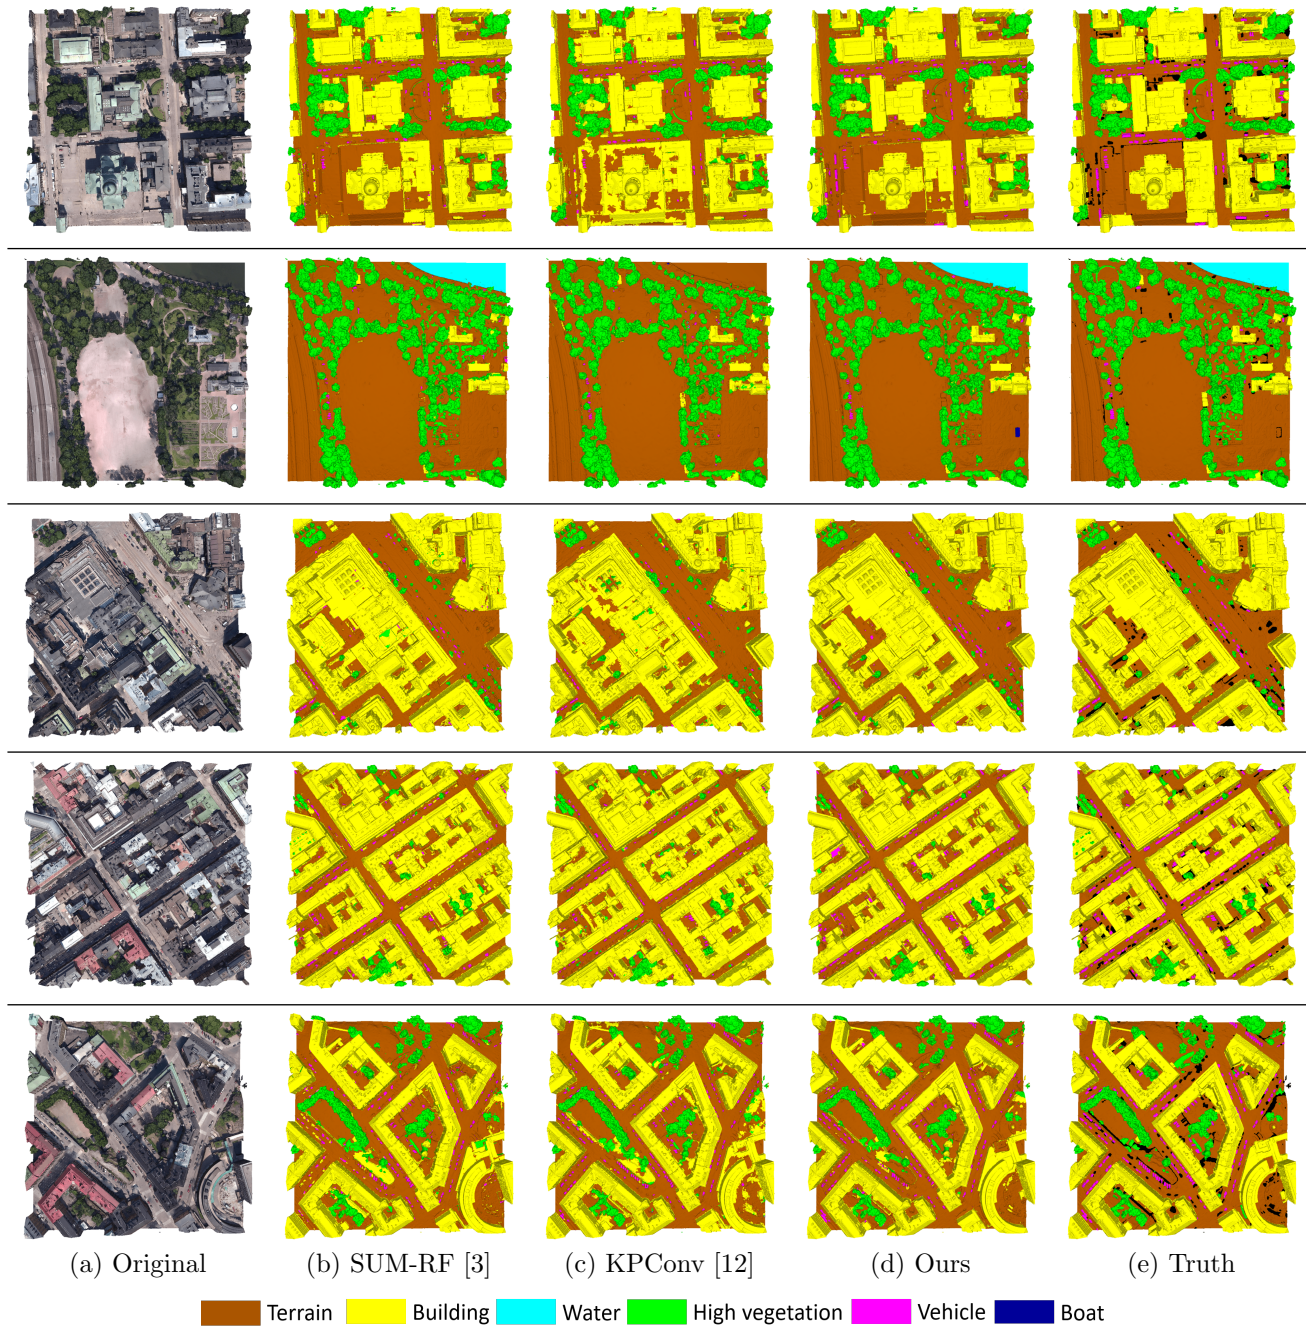 (a) Original (b) SUM-RF [3] (c) KPConv [12] (d) Ours (e) Truth
Terrain Building Water High vegetation Vehicle Boat